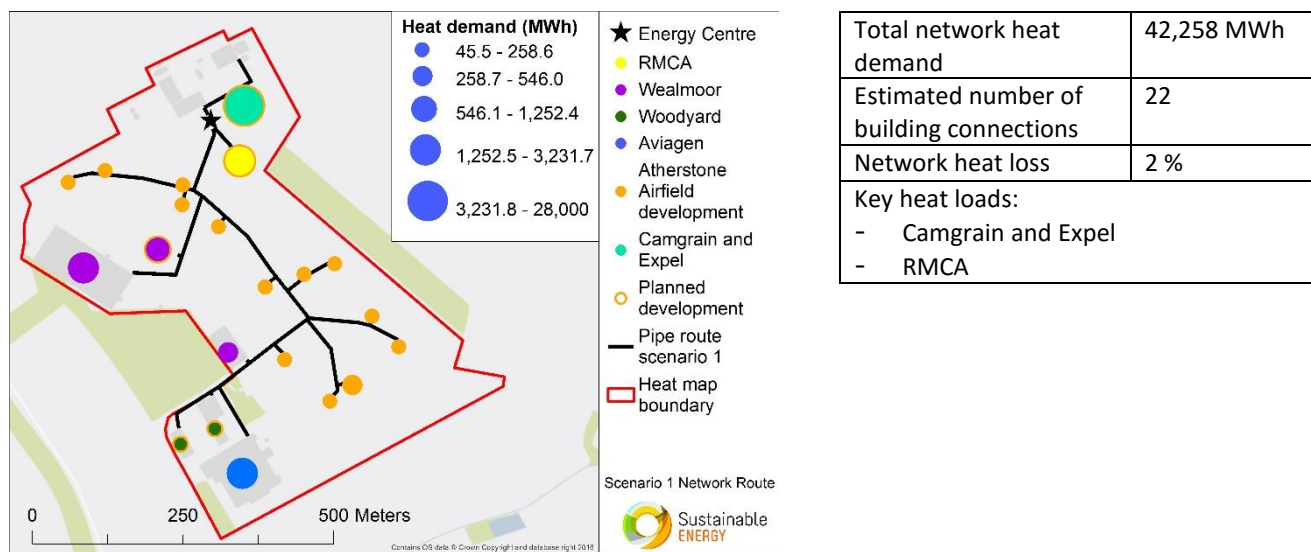 Heat demand (MWh)
45.5 - 258.6
258.7 - 546.0
546.1 - 1,252.4
1,252.5 - 3,231.7
3,231.8 - 28,000
0
250
500 Meters
Contains OS data © Crown Copyright and database right 2016
Energy Centre
RMCA
Wealmoor
Woodyard
Aviagen
Atherstone
Airfield
development
Camgrain and
Expel
Planned
development
Pipe route
scenario 1
Heat map
boundary
Scenario 1 Network Route
Sustainable
ENERGY
Total network heat
demand
42,258 MWh
Estimated number of
building connections
22
Network heat loss
2 %
Key heat loads:
- Camgrain and Expel
- RMCA